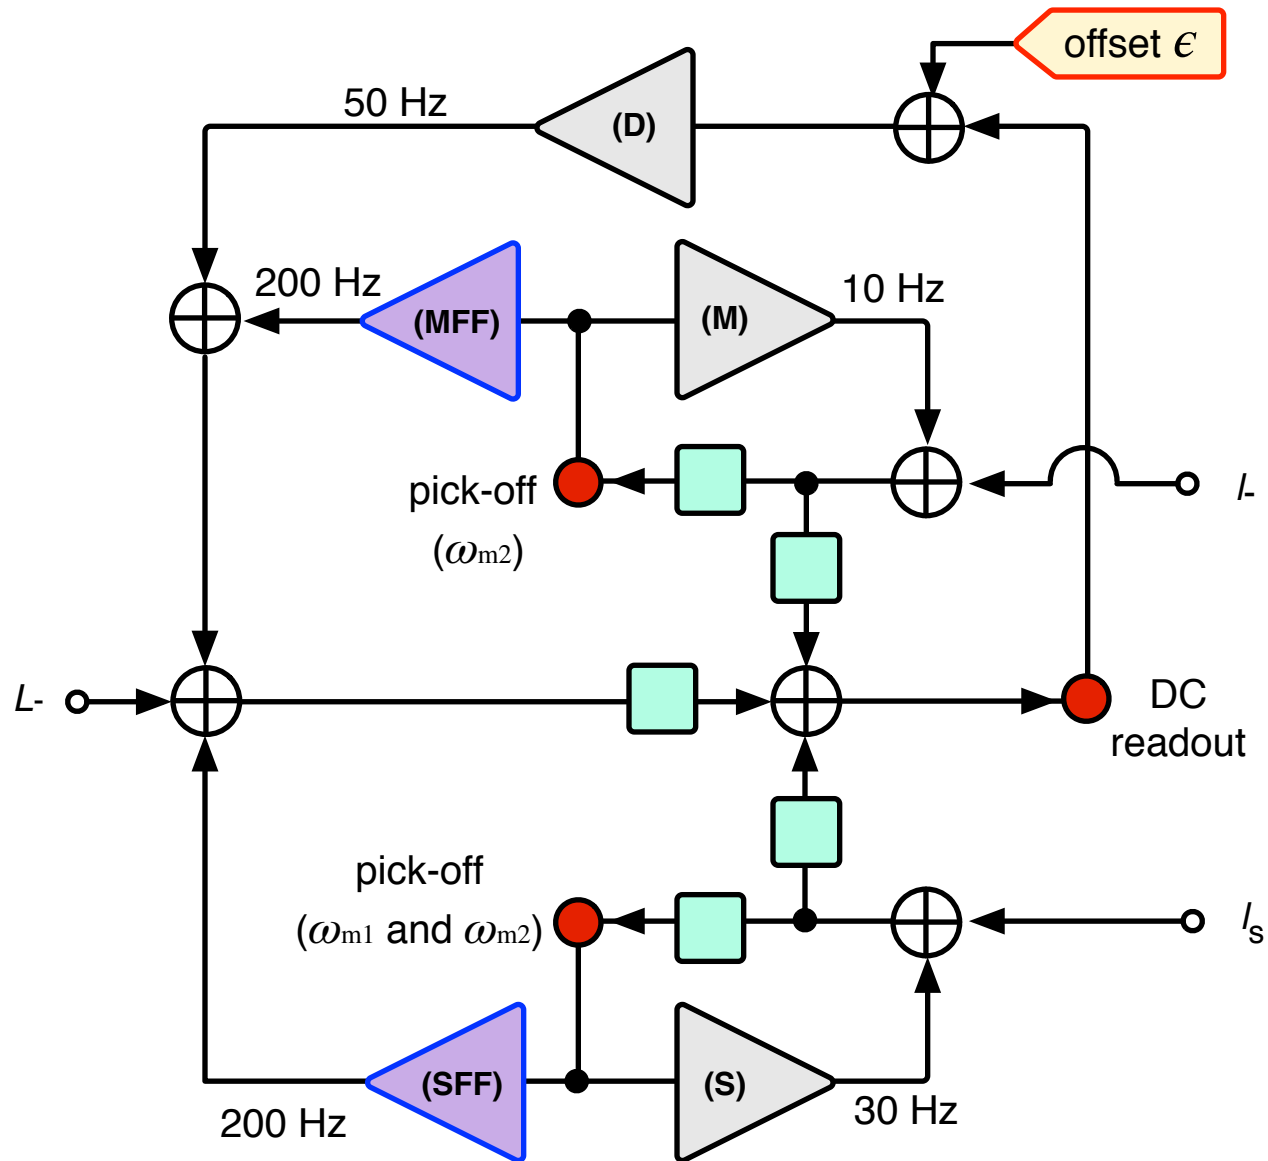 offset ϵ
50 Hz
(D)
200 Hz
(MFF)
(M)
10 Hz
pick-off
(ωm2)
l-
L-
DC
readout
pick-off
(ωm1 and ωm2)
ls
(SFF)
(S)
200 Hz
30 Hz